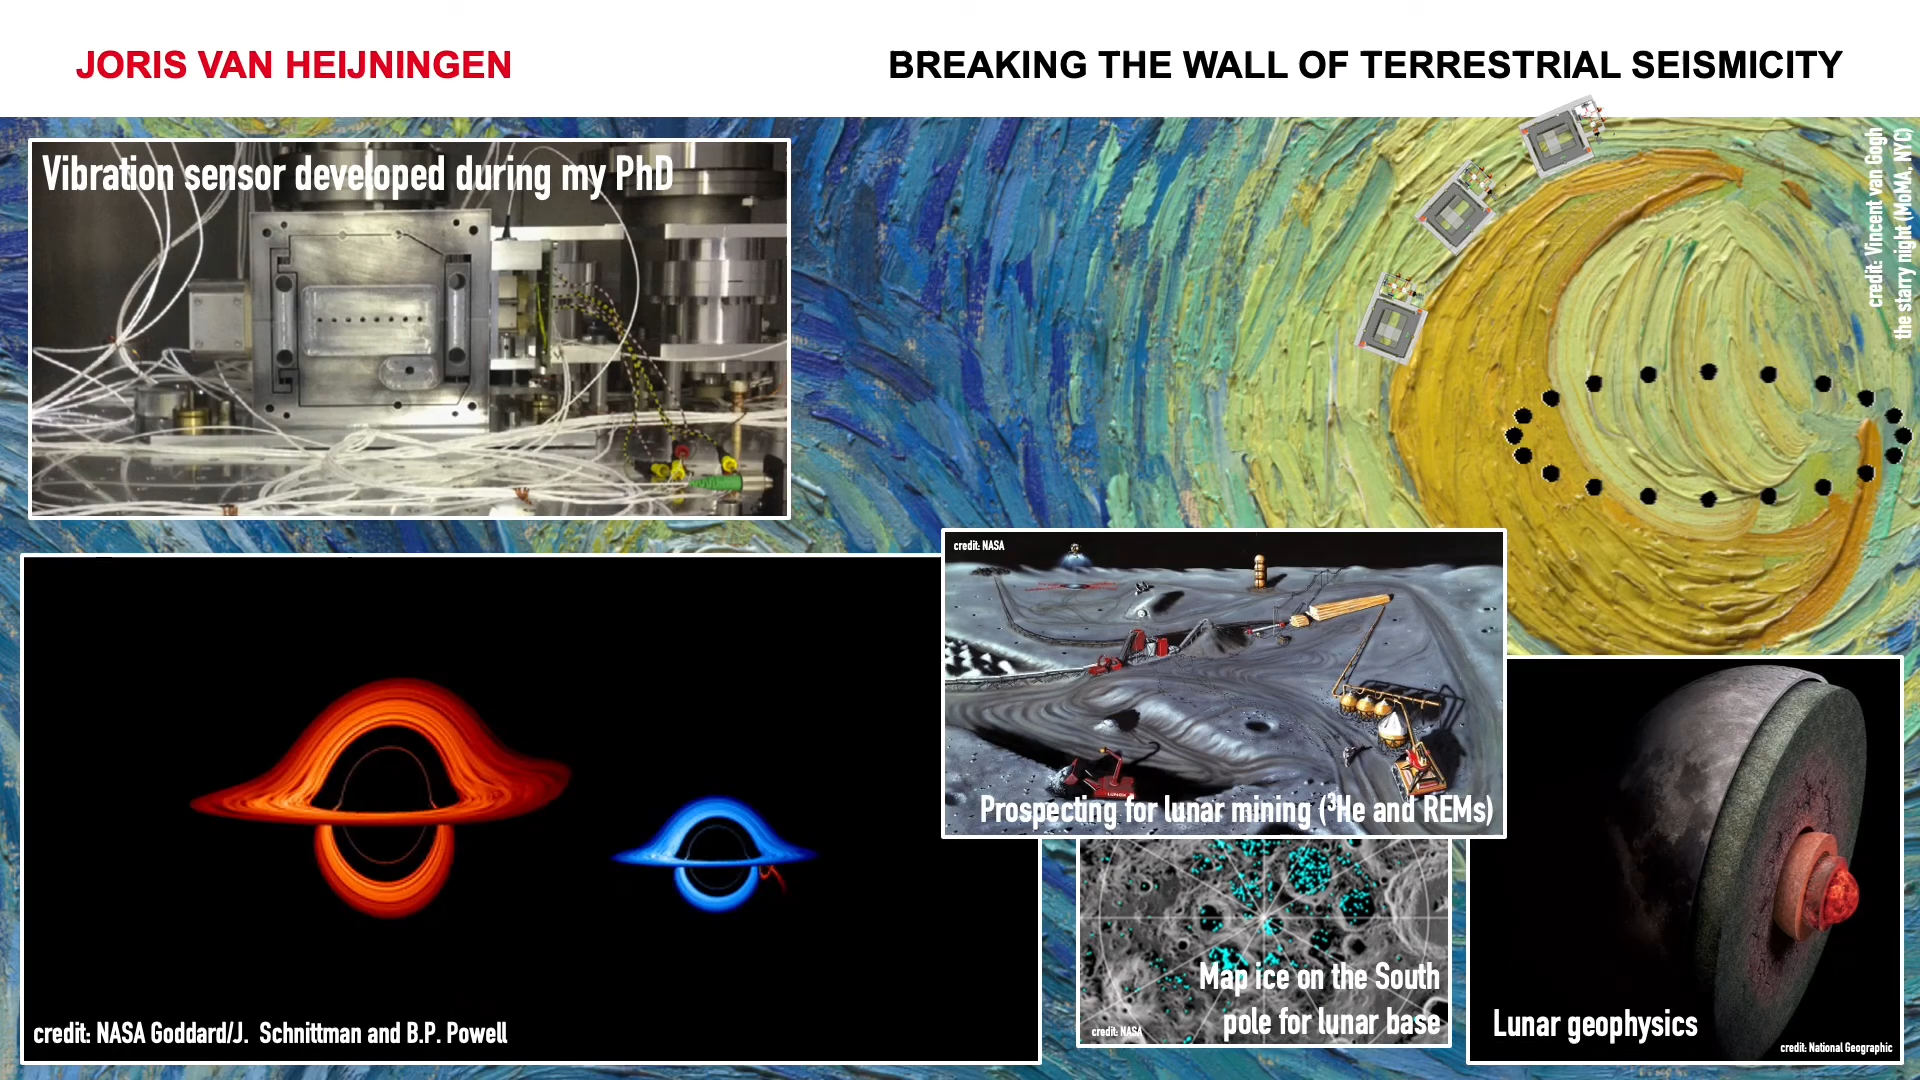 JORIS VAN HEIJNINGEN
BREAKING THE WALL OF TERRESTRIAL SEISMICITY
Vibration sensor developed during my PhD
credit: Vincent van Gogh
the starry night (MoMA, NYC)
credit: NASA
Prospecting for lunar mining (³He and REMs)
Map ice on the South
pole for lunar base
credit: NASA
Lunar geophysics
credit: National Geographic
credit: NASA Goddard/J. Schnittman and B.P. Powell